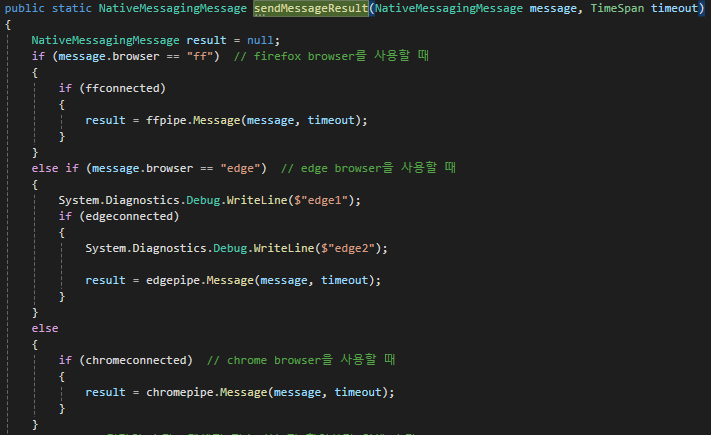 public static NativeMessagingMessage sendMessageResult(NativeMessagingMessage message, TimeSpan timeout)
{
NativeMessagingMessage result = null;
if (message.browser == "ff")  // firefox browser를 사용할 때
{
if (ffconnected)
{
result = ffpipe.Message(message, timeout);
}
}
else if (message.browser == "edge")  // edge browser을 사용할 때
{
System.Diagnostics.Debug.WriteLine($"edge1");
if (edgeconnected)
{
System.Diagnostics.Debug.WriteLine($"edge2");
result = edgepipe.Message(message, timeout);
}
}
else
{
if (chromeconnected)  // chrome browser을 사용할 때
{
result = chromepipe.Message(message, timeout);
}
}